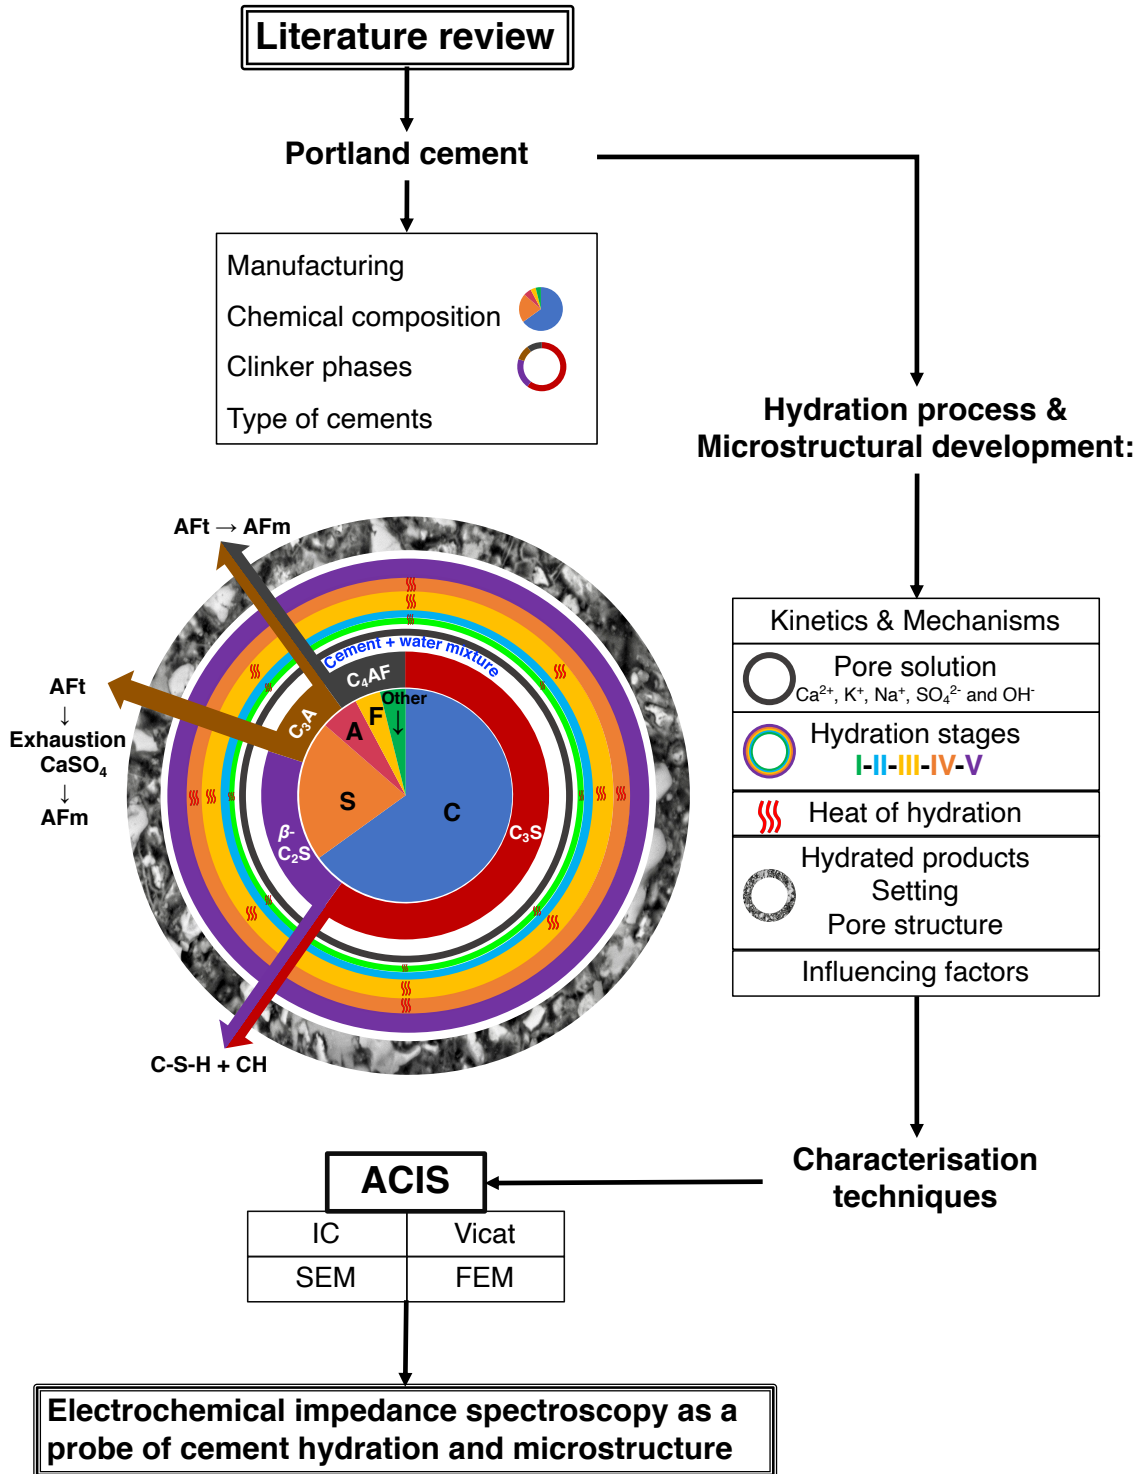 Literature review
Portland cement
Manufacturing
Chemical composition
Clinker phases
Type of cements
Hydration process &
Microstructural development:
AFt → AFm
Cement + water mixture
C₄AF
Other
↓
C₃A
F
A
S
C
C₃S
β-
C₂S
AFt
↓
Exhaustion
CaSO₄
↓
AFm
C-S-H + CH
Kinetics & Mechanisms
Pore solution
Ca²⁺, K⁺, Na⁺, SO₄²⁻ and OH⁻
Hydration stages
I-II-III-IV-V
Heat of hydration
Hydrated products
Setting
Pore structure
Influencing factors
Characterisation
techniques
ACIS
IC Vicat
SEM FEM
Electrochemical impedance spectroscopy as a
probe of cement hydration and microstructure